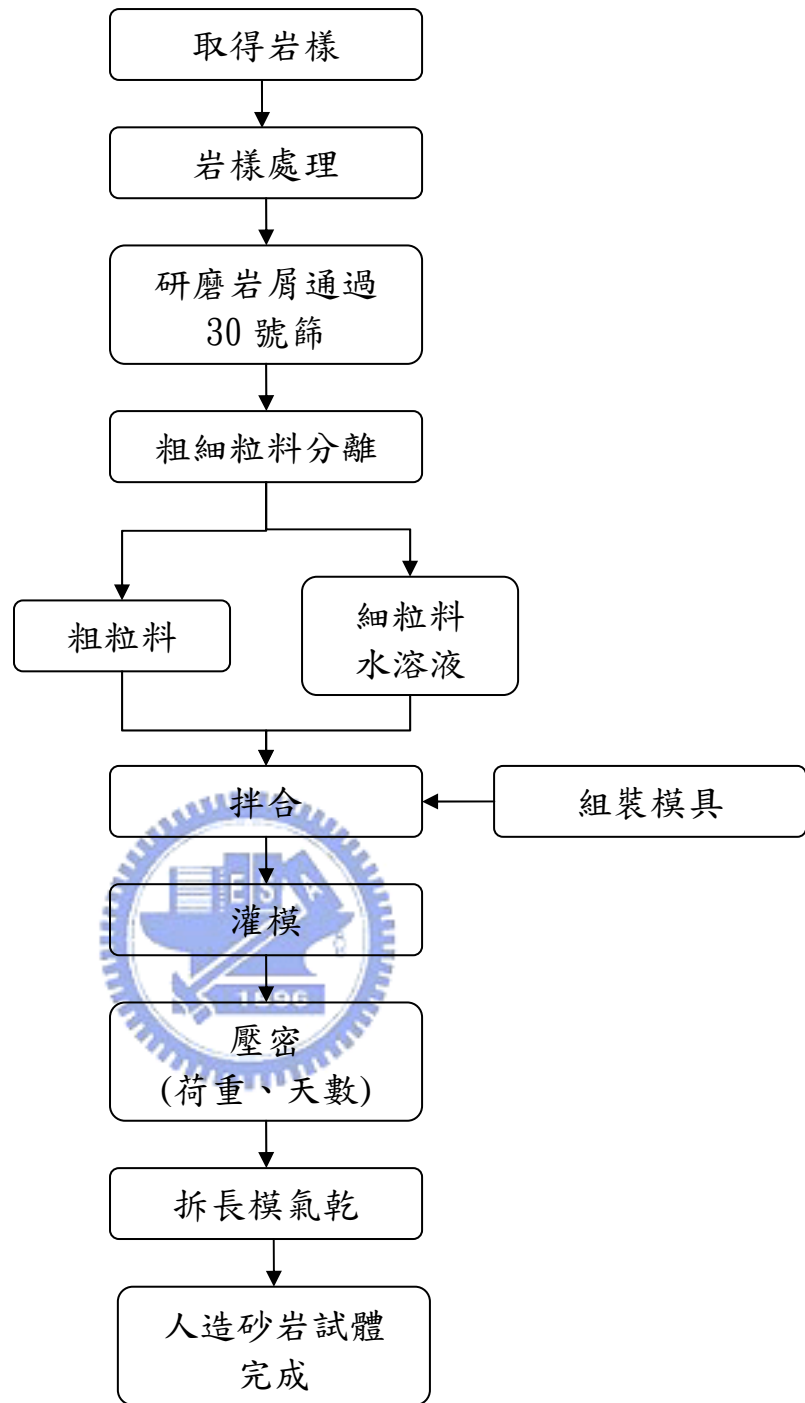 取得岩樣
岩樣處理
研磨岩屑通過
30 號篩
粗細粒料分離
粗粒料
細粒料
水溶液
拌合
組裝模具
灌模
1896
壓密
(荷重、天數)
拆長模氣乾
人造砂岩試體
完成